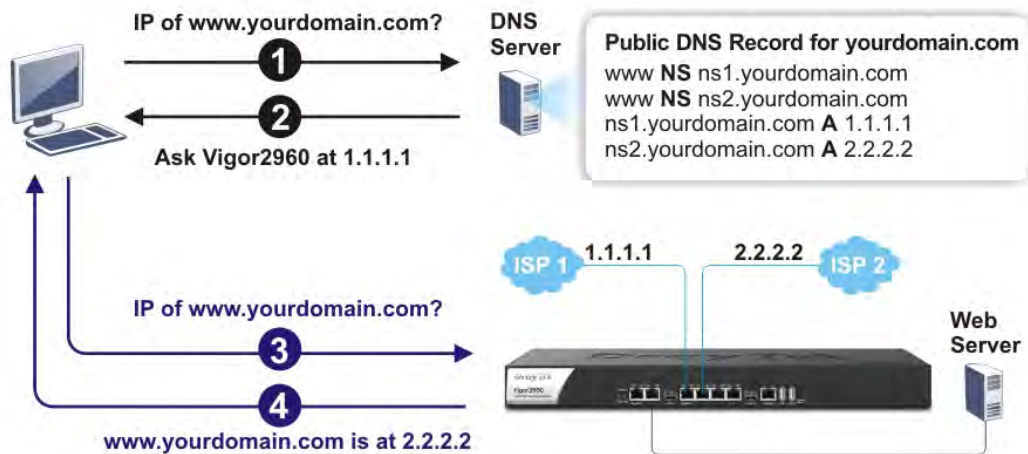 IP of www.yourdomain.com?
1
2
Ask Vigor2960 at 1.1.1.1
DNS
Server
Public DNS Record for yourdomain.com
www NS ns1.yourdomain.com
www NS ns2.yourdomain.com
ns1.yourdomain.com A 1.1.1.1
ns2.yourdomain.com A 2.2.2.2
ISP 1
1.1.1.1
2.2.2.2
ISP 2
IP of www.yourdomain.com?
3
4
www.yourdomain.com is at 2.2.2.2
Vigor2960
Web
Server